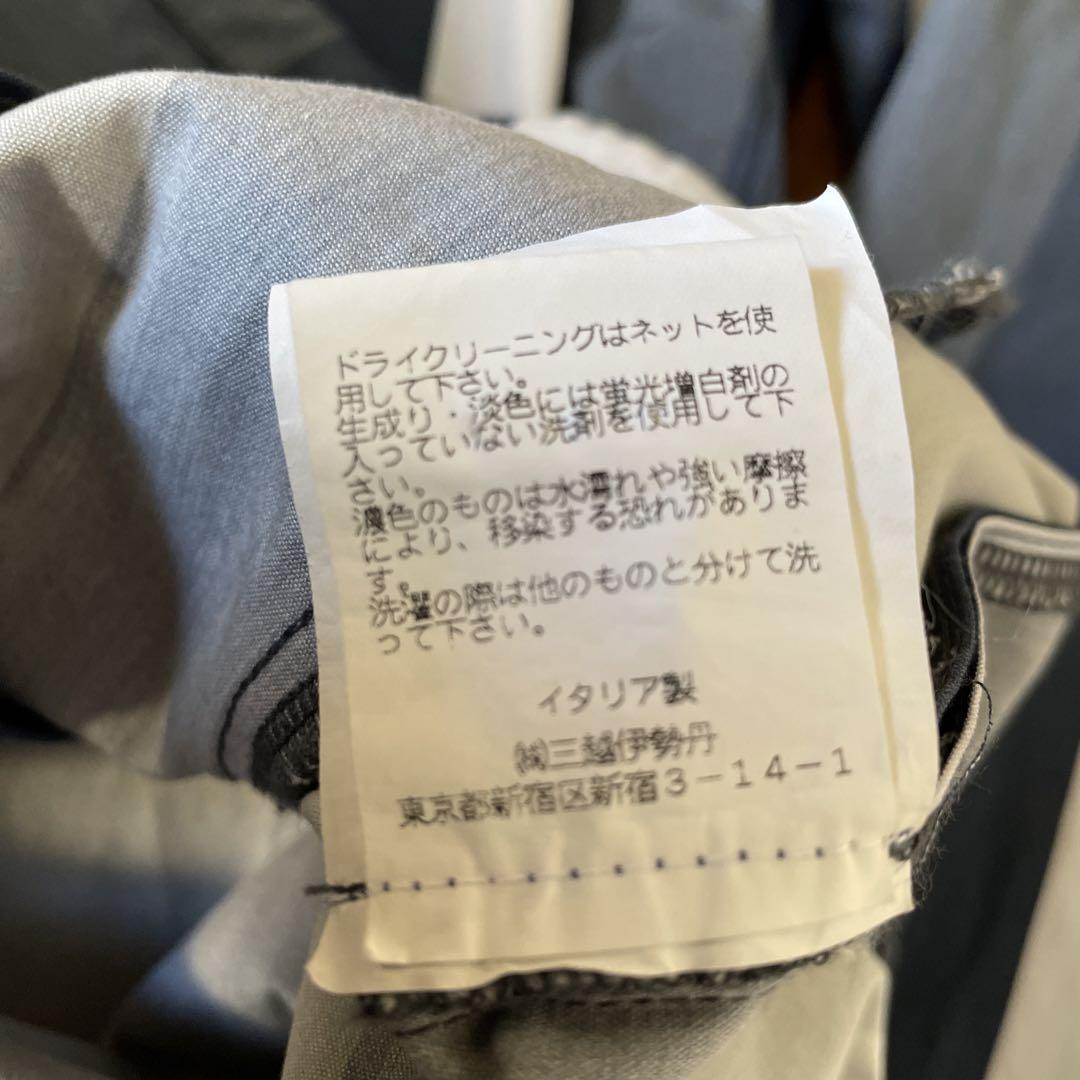 ドライクリーニングはネットを使
用して下さい。
生成り・淡色には蛍光増白剤の
入っていない洗剤を使用して下
さい。
濃色のものは水濡れや強い摩擦
により、移染する恐れがありま
す。
洗濯の際は他のものと分けて洗
って下さい。
イタリア製
㈱三越伊勢丹
東京都新宿区新宿３－１４－１